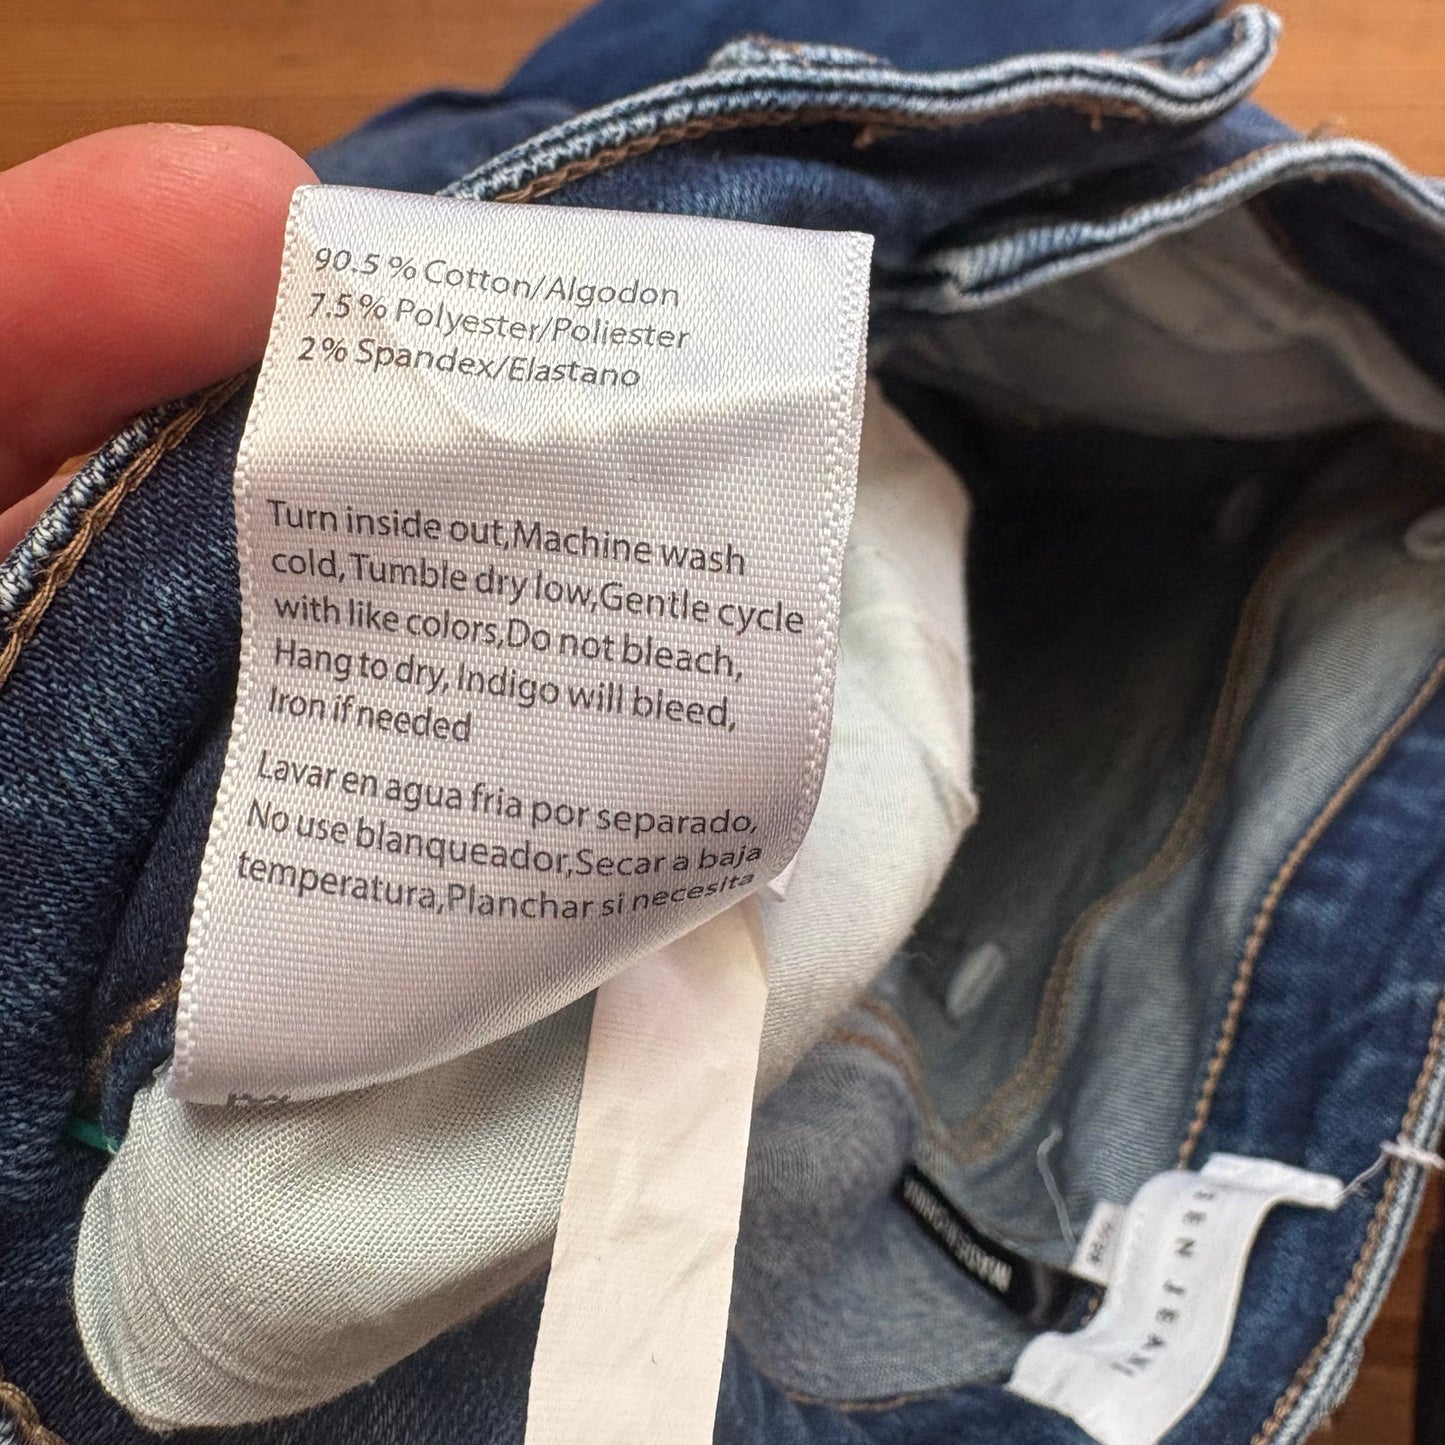 90.5 % Cotton/Algodon
7.5% Polyester/Poliester
2% Spandex/Elastano
Turn inside out,Machine wash
cold,Tumble dry low,Gentle cycle
with like colors,Do not bleach,
Hang to dry, Indigo will bleed,
Iron if needed
Lavar en agua fria por separado,
No use blanqueador,Secar a baja
temperatura,Planchar si necesita